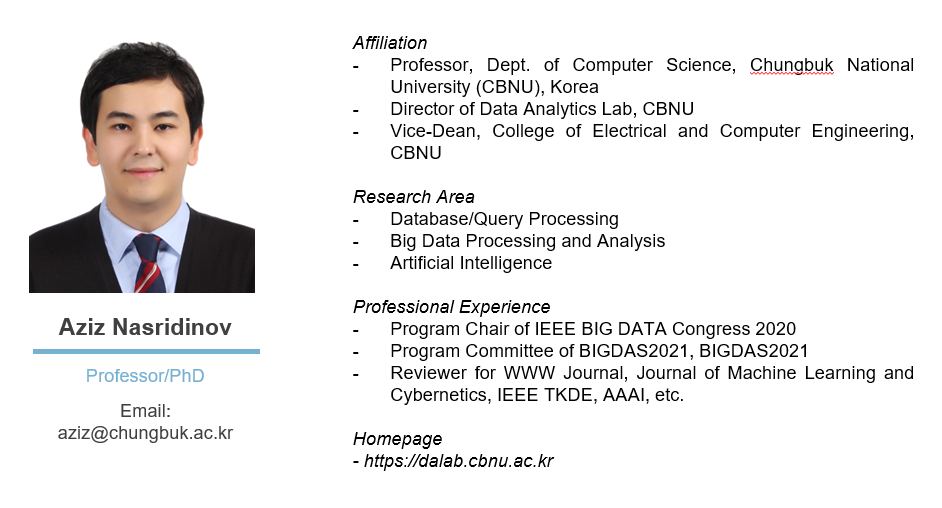 Aziz Nasridinov
Professor/PhD
Email:
aziz@chungbuk.ac.kr
Affiliation
- Professor, Dept. of Computer Science, Chungbuk National
University (CBNU), Korea
- Director of Data Analytics Lab, CBNU
- Vice-Dean, College of Electrical and Computer Engineering,
CBNU
Research Area
- Database/Query Processing
- Big Data Processing and Analysis
- Artificial Intelligence
Professional Experience
- Program Chair of IEEE BIG DATA Congress 2020
- Program Committee of BIGDAS2021, BIGDAS2021
- Reviewer for WWW Journal, Journal of Machine Learning and
Cybernetics, IEEE TKDE, AAAI, etc.
Homepage
- https://dalab.cbnu.ac.kr